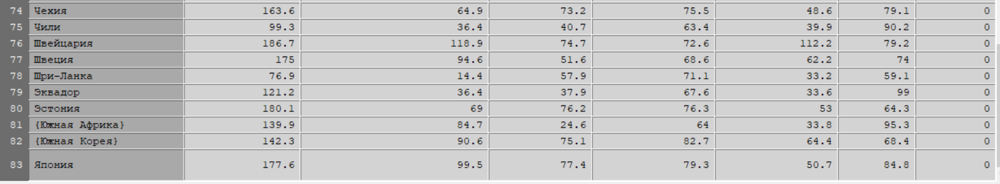 74 Чехия 163.6 64.9 73.2 75.5 48.6 79.1 0
75 Чили 99.3 36.4 40.7 63.4 39.9 90.2 0
76 Швейцария 186.7 118.9 74.7 72.6 112.2 79.2 0
77 Швеция 175 94.6 51.6 68.6 62.2 74 0
78 Шри-Ланка 76.9 14.4 57.9 71.1 33.2 59.1 0
79 Эквадор 121.2 36.4 37.9 67.6 33.6 99 0
80 Эстония 180.1 69 76.2 76.3 53 64.3 0
81 {Южная Африка} 139.9 84.7 24.6 64 33.8 95.3 0
82 {Южная Корея} 142.3 90.6 75.1 82.7 64.4 68.4 0
83 Япония 177.6 99.5 77.4 79.3 50.7 84.8 0